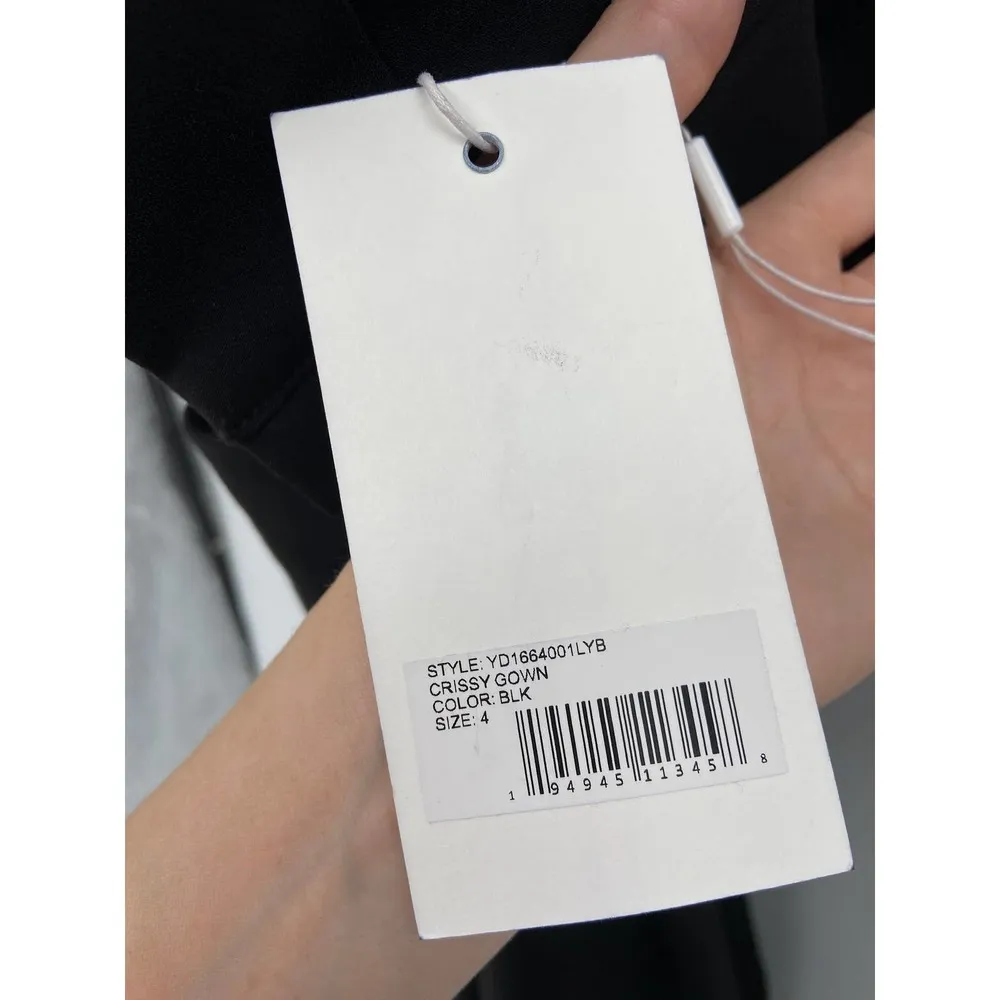 STYLE: YD1664001LYB
CRISSY GOWN
COLOR: BLK
SIZE: 4
1 94945 11345 8